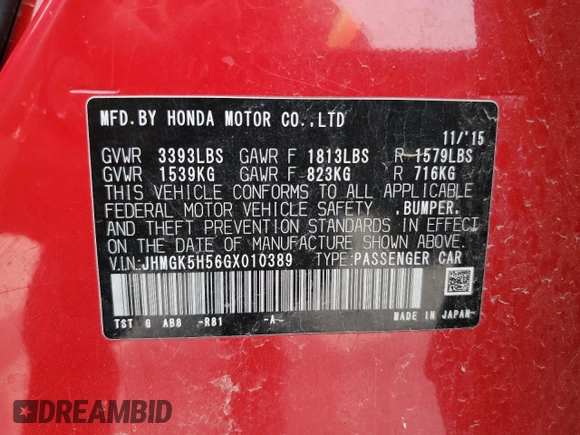 MFD.BY HONDA MOTOR CO.,LTD
11/'15
GVWR 3393LBS GAWR F 1813LBS R 1579LBS
GVWR 1539KG GAWR F 823KG R 716KG
THIS VEHICLE CONFORMS TO ALL APPLICABLE
FEDERAL MOTOR VEHICLE SAFETY ,BUMPER,
AND THEFT PREVENTION STANDARDS IN EFFECT
ON THE DATE OF MANUFACTURE SHOWN ABOVE.
V.I.N:JHMGK5H56GX010389 TYPE:PASSENGER CAR
TST G AB8 -R81 -A-
MADE IN JAPAN
DREAMBID